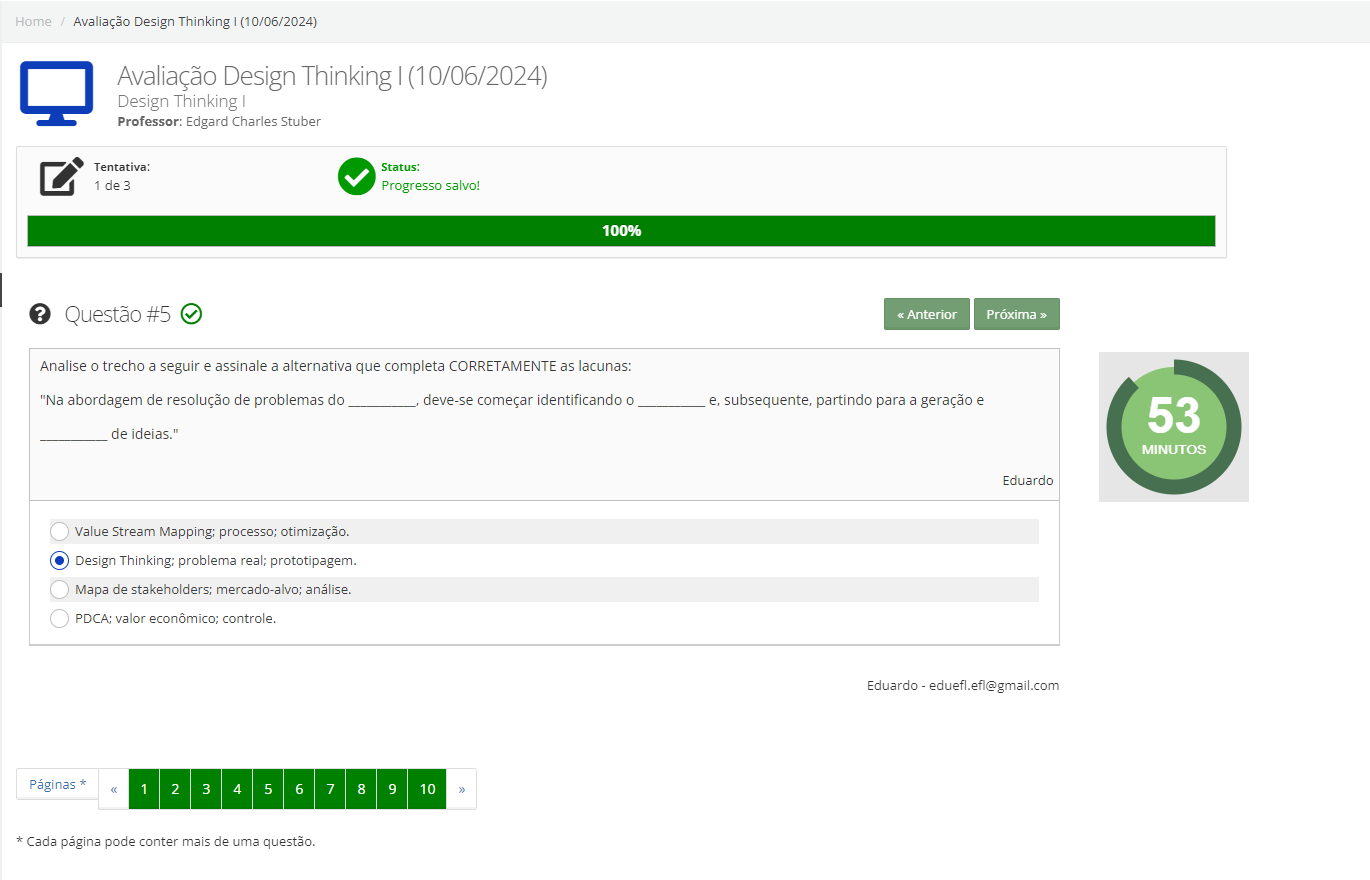 Home / Avaliação Design Thinking I (10/06/2024)
Avaliação Design Thinking I (10/06/2024)
Design Thinking I
Professor: Edgard Charles Stuber
Tentativa:
1 de 3
Status:
Progresso salvo!
100%
Questão #5
« Anterior
Próxima »
Analise o trecho a seguir e assinale a alternativa que completa CORRETAMENTE as lacunas:
"Na abordagem de resolução de problemas do ___________, deve-se começar identificando o ___________ e, subsequente, partindo para a geração e
___________ de ideias."
Eduardo
53
MINUTOS
Value Stream Mapping; processo; otimização.
Design Thinking; problema real; prototipagem.
Mapa de stakeholders; mercado-alvo; análise.
PDCA; valor econômico; controle.
Eduardo - eduefl.efl@gmail.com
Páginas * « 1 2 3 4 5 6 7 8 9 10 »
* Cada página pode conter mais de uma questão.